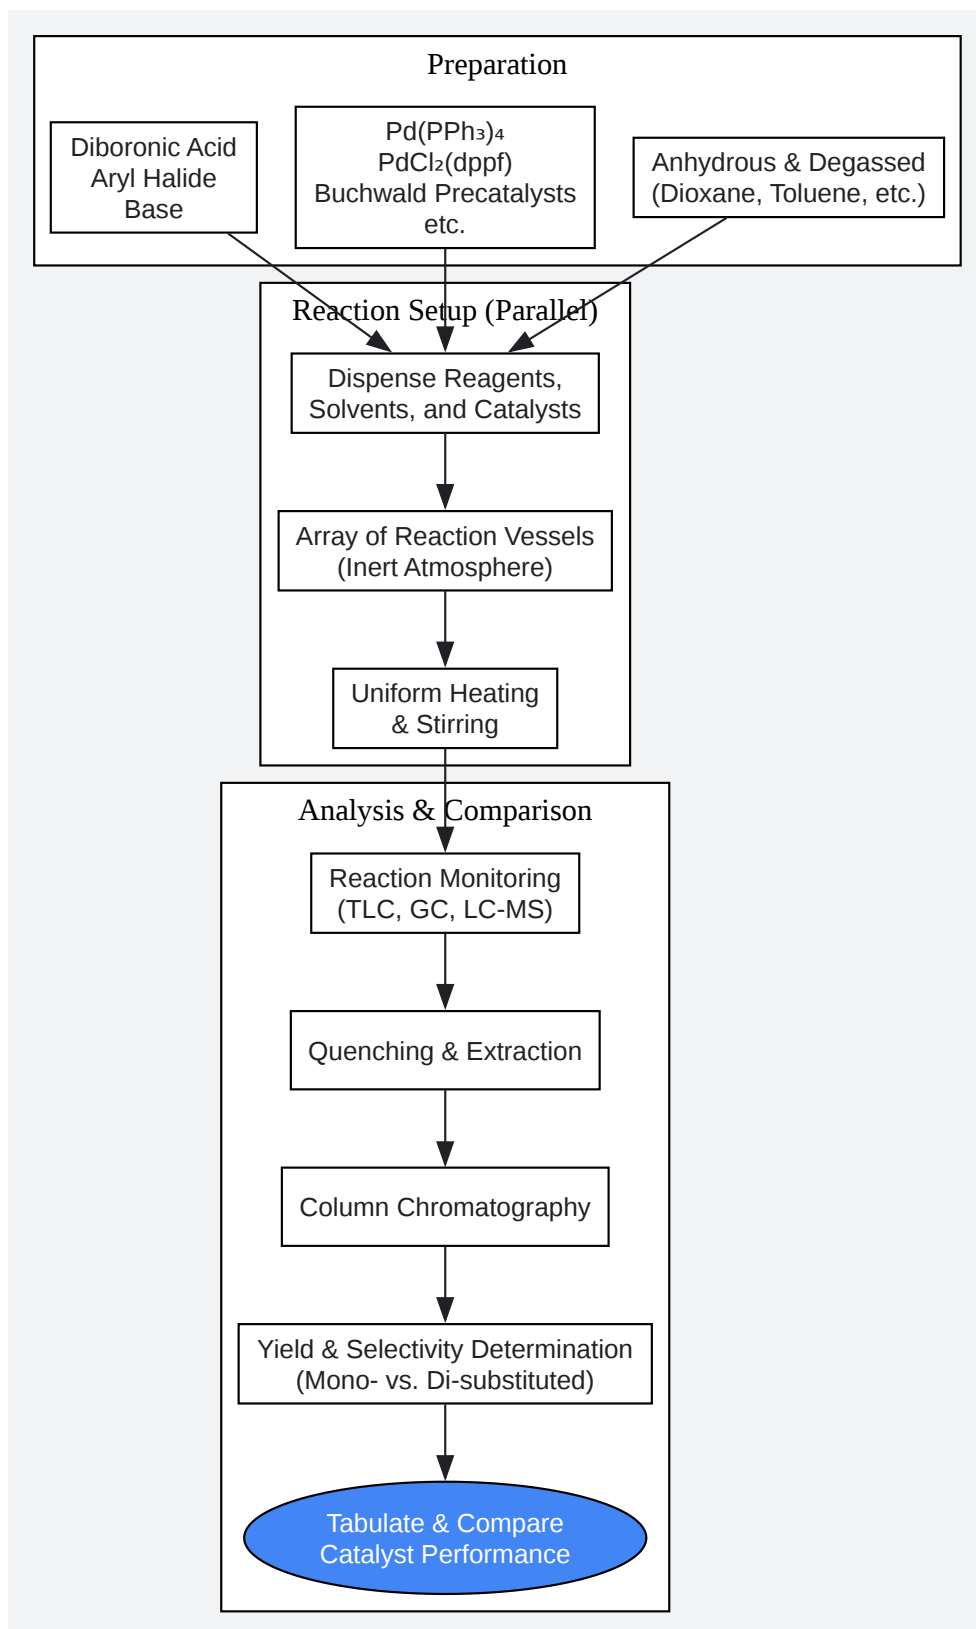 Preparation
Diboronic Acid
Aryl Halide
Base
Pd(PPh₃)₄
PdCl₂(dppf)
Buchwald Precatalysts
etc.
Anhydrous & Degassed
(Dioxane, Toluene, etc.)
Reaction Setup (Parallel)
Dispense Reagents,
Solvents, and Catalysts
Array of Reaction Vessels
(Inert Atmosphere)
Uniform Heating
& Stirring
Analysis & Comparison
Reaction Monitoring
(TLC, GC, LC-MS)
Quenching & Extraction
Column Chromatography
Yield & Selectivity Determination
(Mono- vs. Di-substituted)
Tabulate & Compare
Catalyst Performance